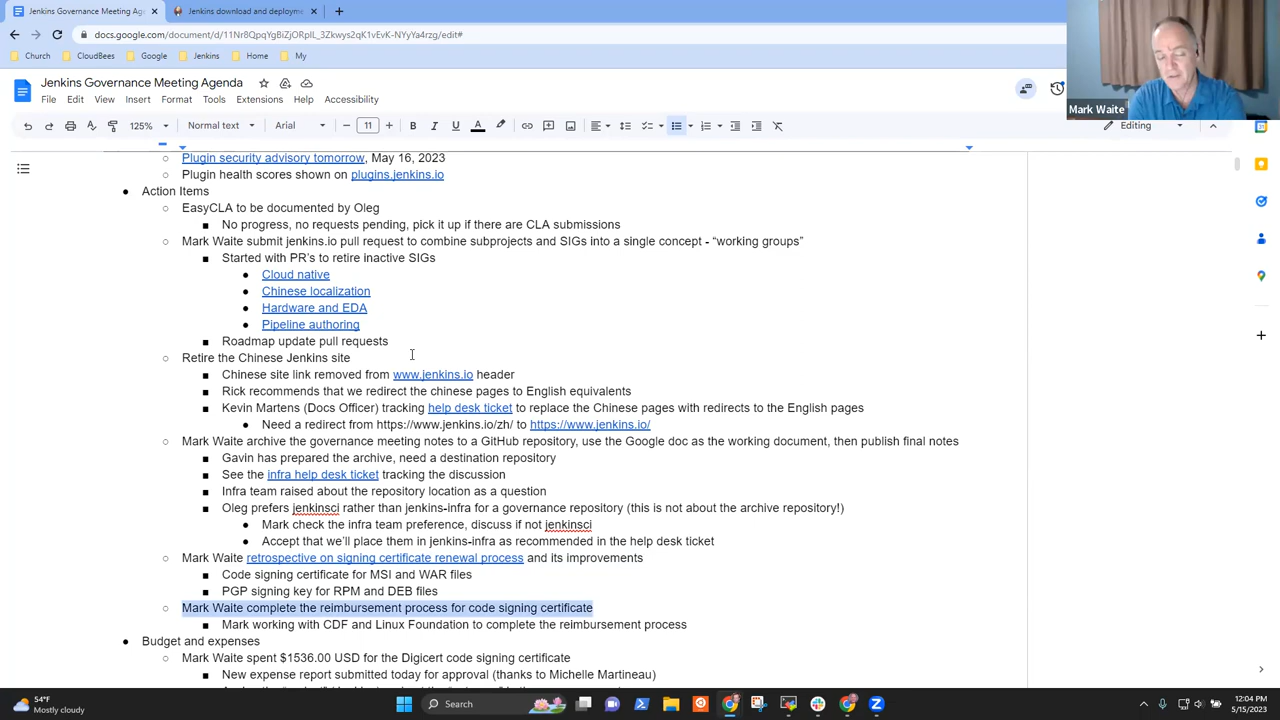 Jenkins Governance Meeting Age
Jenkins download and deployme
docs.google.com/document/d/11Nr8QpqYgBiZjORpIL_3Zkwys2qK1vEvK-NYyYa4rzg/edit#
Church
CloudBees
Google
Jenkins
Home
My
Jenkins Governance Meeting Agenda
File Edit View Insert Format Tools Extensions Help Accessibility
125% Normal text Arial 11 Editing
Mark Waite
Plugin security advisory tomorrow, May 16, 2023
Plugin health scores shown on plugins.jenkins.io
Action Items
EasyCLA to be documented by Oleg
No progress, no requests pending, pick it up if there are CLA submissions
Mark Waite submit jenkins.io pull request to combine subprojects and SIGs into a single concept - “working groups”
Started with PR’s to retire inactive SIGs
Cloud native
Chinese localization
Hardware and EDA
Pipeline authoring
Roadmap update pull requests
Retire the Chinese Jenkins site
Chinese site link removed from www.jenkins.io header
Rick recommends that we redirect the chinese pages to English equivalents
Kevin Martens (Docs Officer) tracking help desk ticket to replace the Chinese pages with redirects to the English pages
Need a redirect from https://www.jenkins.io/zh/ to https://www.jenkins.io/
Mark Waite archive the governance meeting notes to a GitHub repository, use the Google doc as the working document, then publish final notes
Gavin has prepared the archive, need a destination repository
See the infra help desk ticket tracking the discussion
Infra team raised about the repository location as a question
Oleg prefers jenkinsci rather than jenkins-infra for a governance repository (this is not about the archive repository!)
Mark check the infra team preference, discuss if not jenkinsci
Accept that we’ll place them in jenkins-infra as recommended in the help desk ticket
Mark Waite retrospective on signing certificate renewal process and its improvements
Code signing certificate for MSI and WAR files
PGP signing key for RPM and DEB files
Mark Waite complete the reimbursement process for code signing certificate
Mark working with CDF and Linux Foundation to complete the reimbursement process
Budget and expenses
Mark Waite spent $1536.00 USD for the Digicert code signing certificate
New expense report submitted today for approval (thanks to Michelle Martineau)
54°F
Mostly cloudy
Search
12:04 PM
5/15/2023